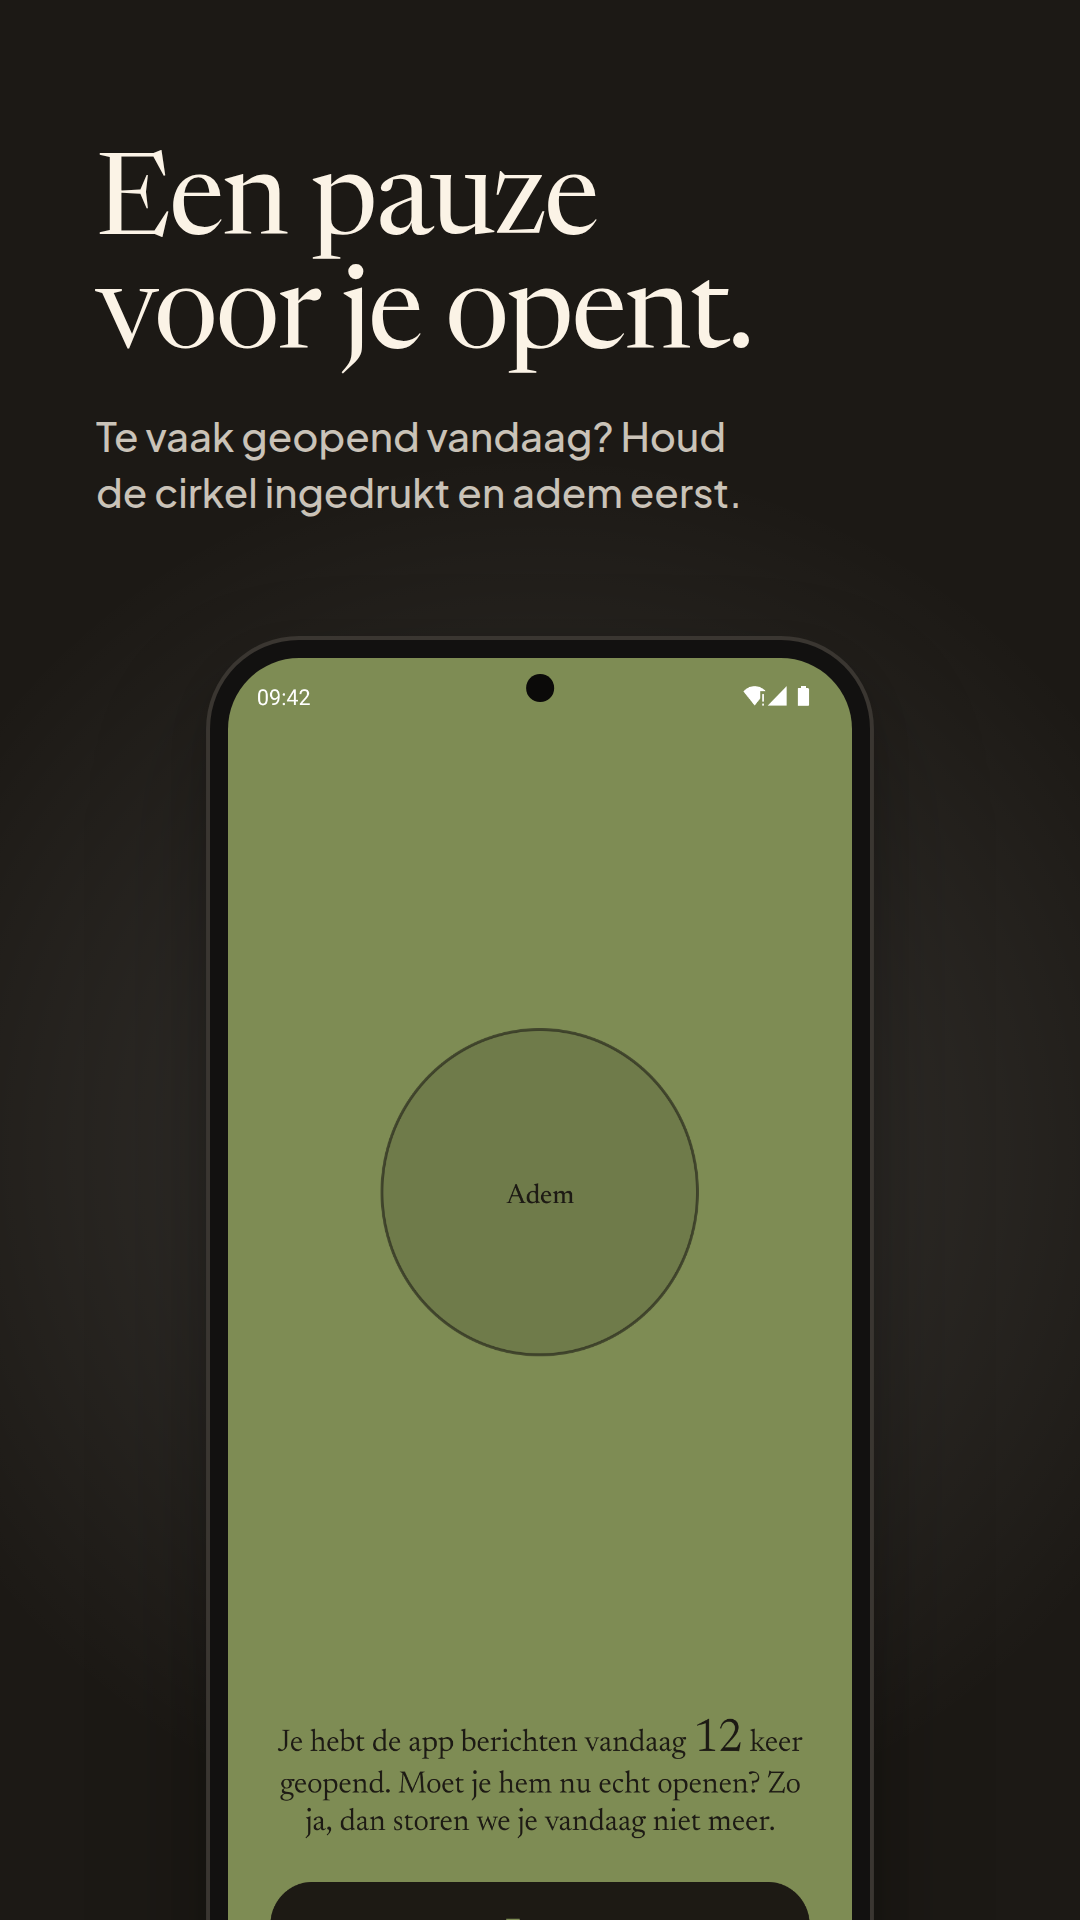 Een pauze
voor je opent.
Te vaak geopend vandaag? Houd
de cirkel ingedrukt en adem eerst.
09:42
Adem
Je hebt de app berichten vandaag 12 keer
geopend. Moet je hem nu echt openen? Zo
ja, dan storen we je vandaag niet meer.